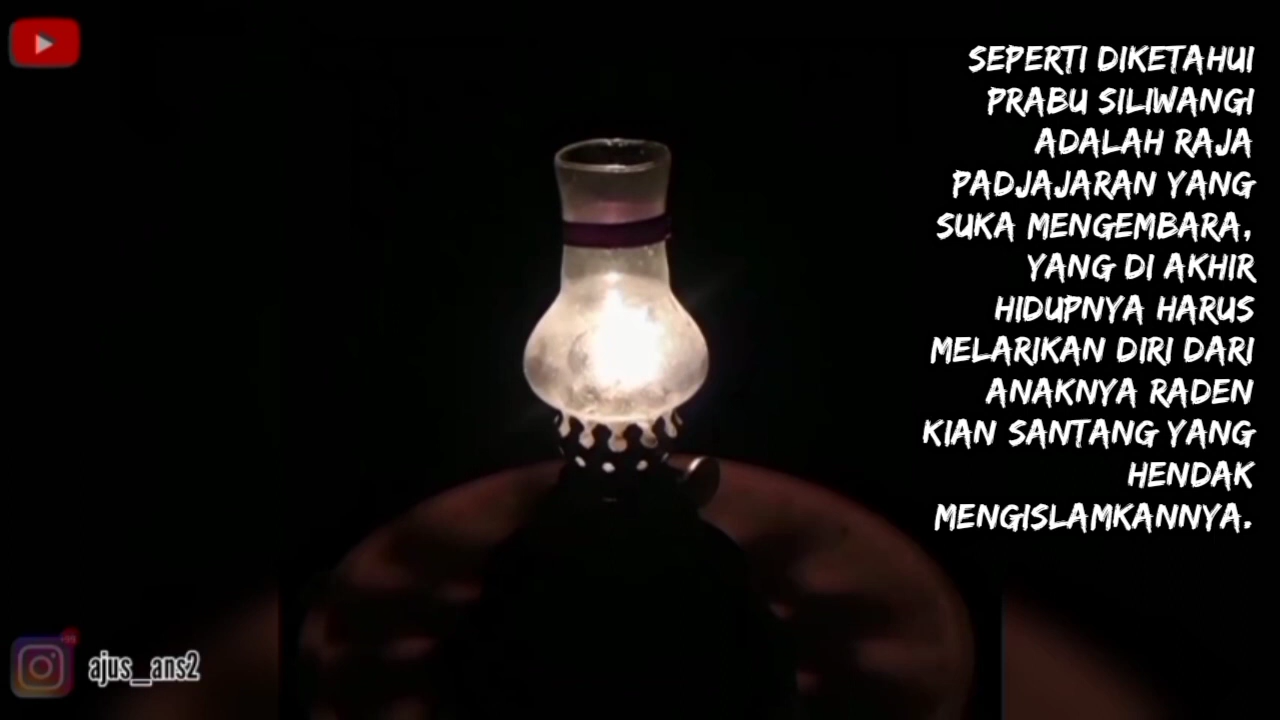 SEPERTI DIKETAHUI
PRABU SILIWANGI
ADALAH RAJA
PADJAJARAN YANG
SUKA MENGEMBARA,
YANG DI AKHIR
HIDUPNYA HARUS
MELARIKAN DIRI DARI
ANAKNYA RADEN
KIAN SANTANG YANG
HENDAK
MENGISLAMKANNYA.
ajus_ans2